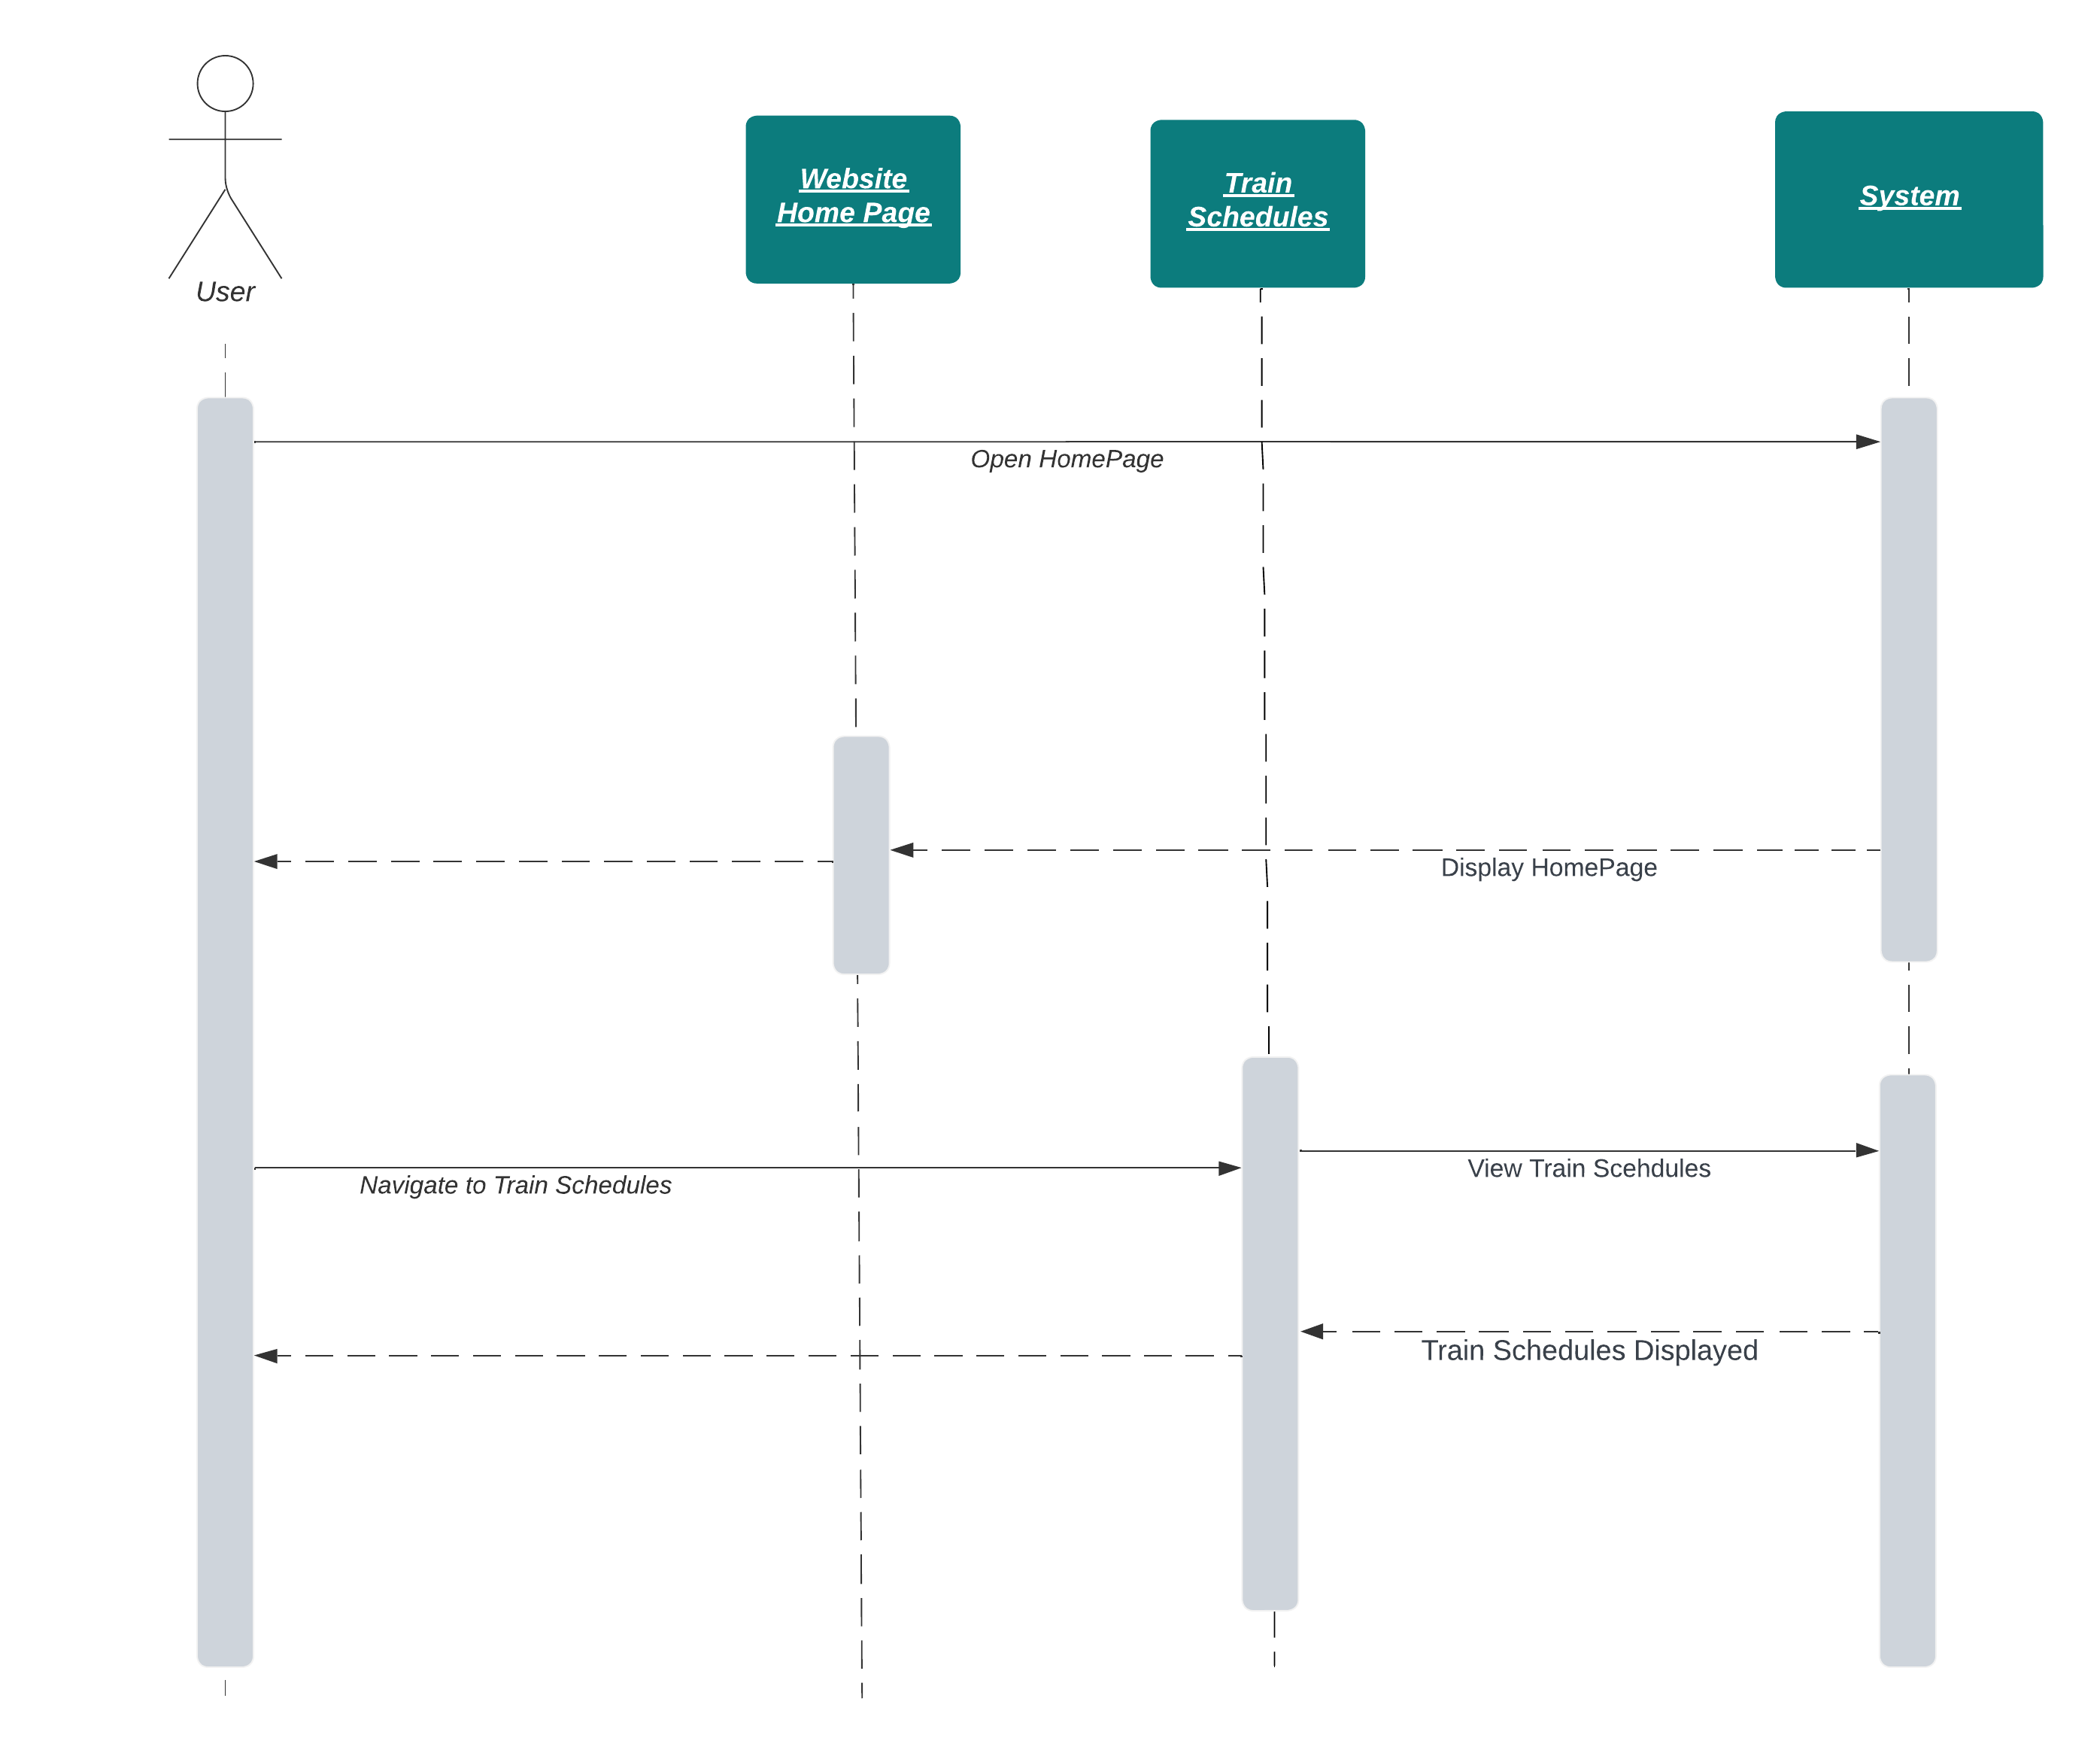 User
Website
Home Page
Train
Schedules
System
Open HomePage
Display HomePage
View Train Scehdules
Navigate to Train Schedules
Train Schedules Displayed